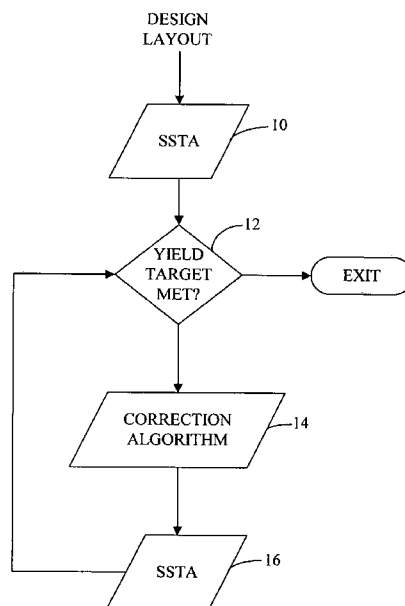 DESIGN
LAYOUT
SSTA
10
12
YIELD
TARGET
MET?
EXIT
CORRECTION
ALGORITHM
14
SSTA
16